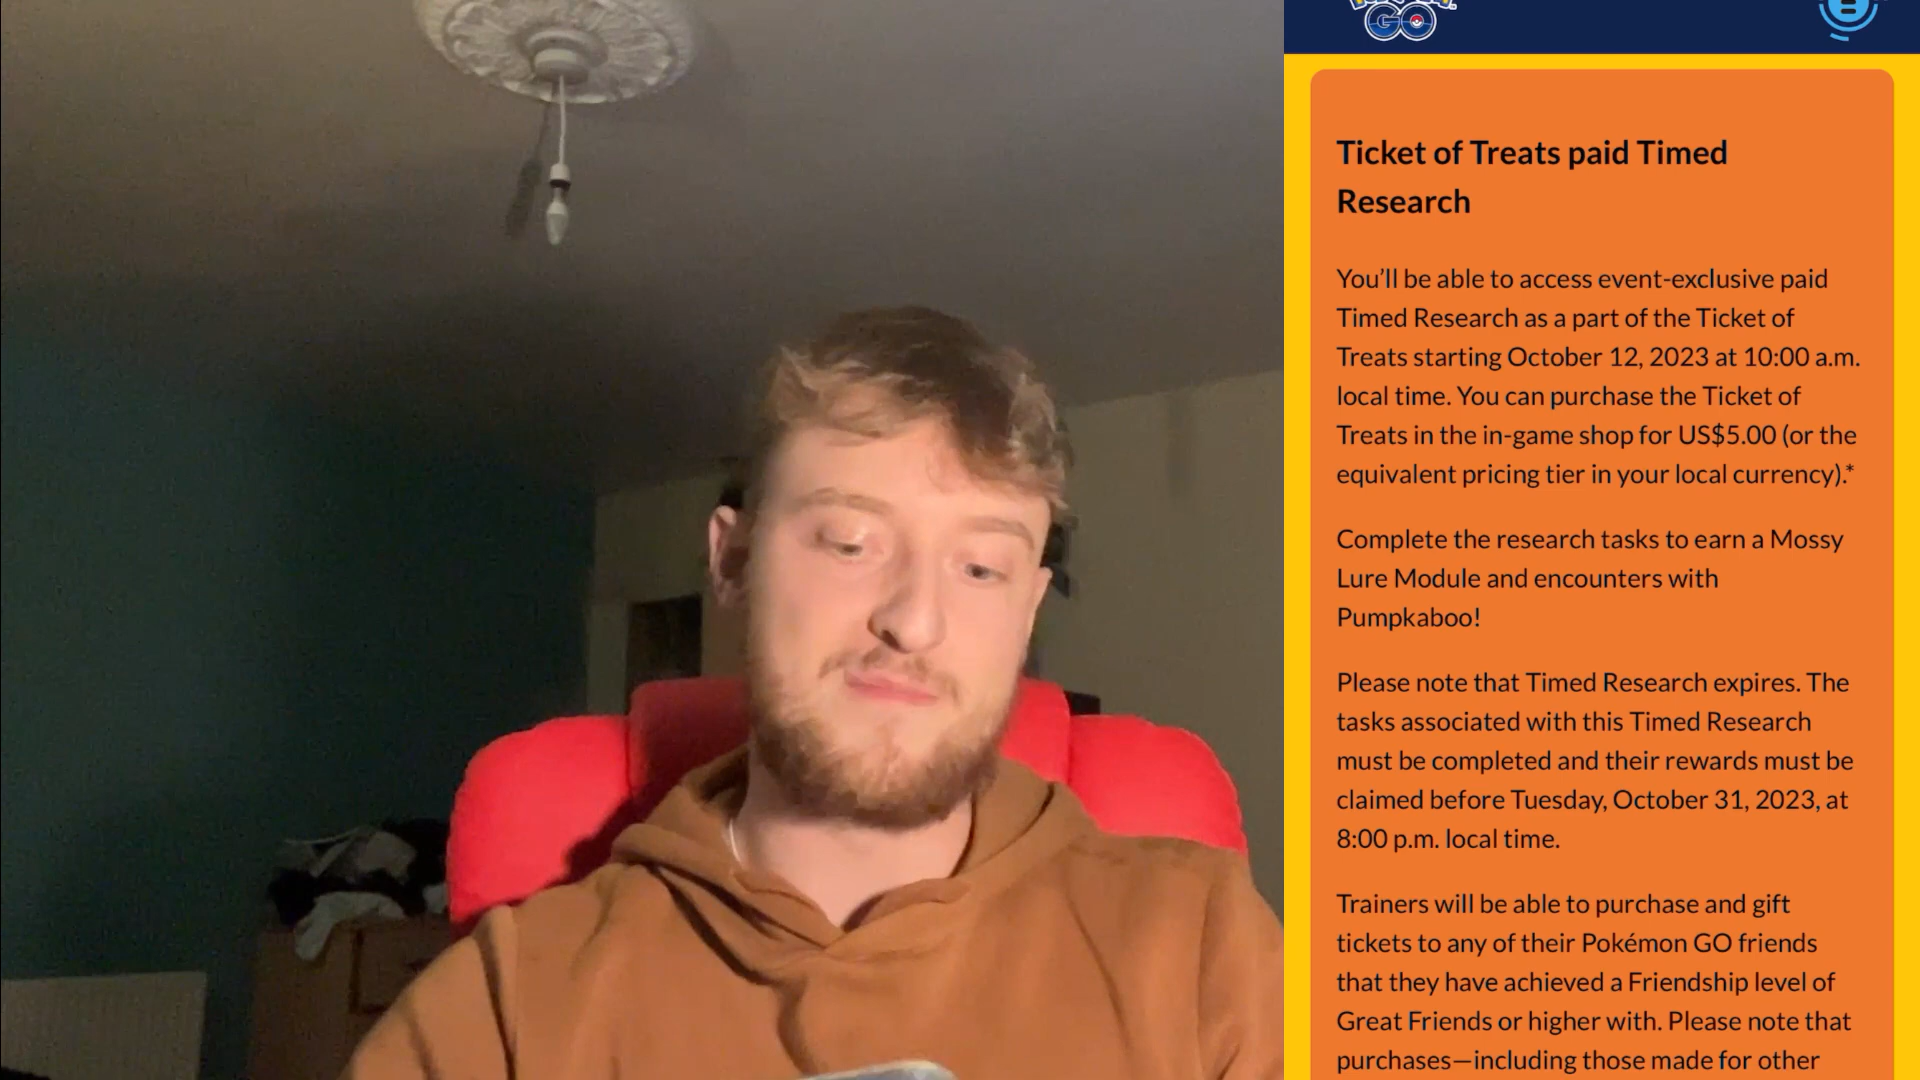 GO
Ticket of Treats paid Timed
Research
You’ll be able to access event-exclusive paid
Timed Research as a part of the Ticket of
Treats starting October 12, 2023 at 10:00 a.m.
local time. You can purchase the Ticket of
Treats in the in-game shop for US$5.00 (or the
equivalent pricing tier in your local currency).*
Complete the research tasks to earn a Mossy
Lure Module and encounters with
Pumpkaboo!
Please note that Timed Research expires. The
tasks associated with this Timed Research
must be completed and their rewards must be
claimed before Tuesday, October 31, 2023, at
8:00 p.m. local time.
Trainers will be able to purchase and gift
tickets to any of their Pokémon GO friends
that they have achieved a Friendship level of
Great Friends or higher with. Please note that
purchases—including those made for other